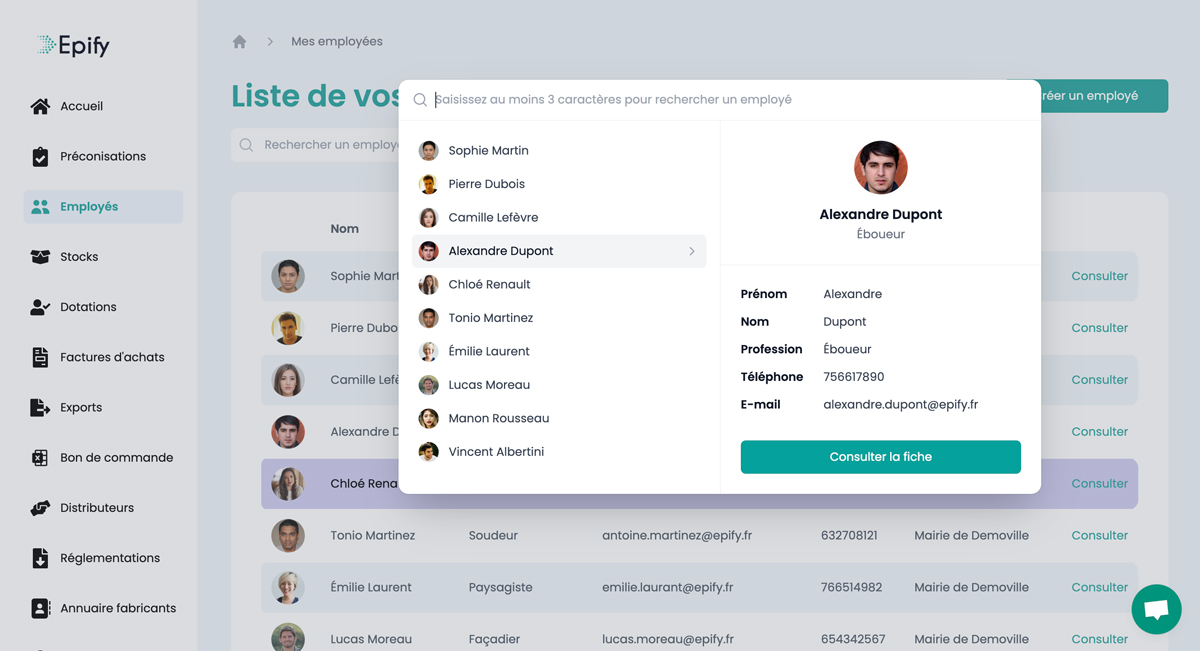 Epify
Accueil
Préconisations
Employés
Stocks
Dotations
Factures d'achats
Exports
Bon de commande
Distributeurs
Réglementations
Annuaire fabricants
Mes employées
Liste de vos
réer un employé
Rechercher un employ
Saisissez au moins 3 caractères pour rechercher un employé
Sophie Martin
Pierre Dubois
Camille Lefèvre
Alexandre Dupont
Chloé Renault
Tonio Martinez
Émilie Laurent
Lucas Moreau
Manon Rousseau
Vincent Albertini
Alexandre Dupont
Éboueur
Prénom Alexandre
Nom Dupont
Profession Éboueur
Téléphone 756617890
E-mail alexandre.dupont@epify.fr
Consulter la fiche
Nom
Sophie Mart Consulter
Pierre Dubo Consulter
Camille Lefè Consulter
Alexandre D Consulter
Chloé Rena Consulter
Tonio Martinez Soudeur antoine.martinez@epify.fr 632708121 Mairie de Demoville Consulter
Émilie Laurent Paysagiste emilie.laurant@epify.fr 766514982 Mairie de Demoville Consulter
Lucas Moreau Façadier lucas.moreau@epify.fr 654342567 Mairie de Demoville Consulter